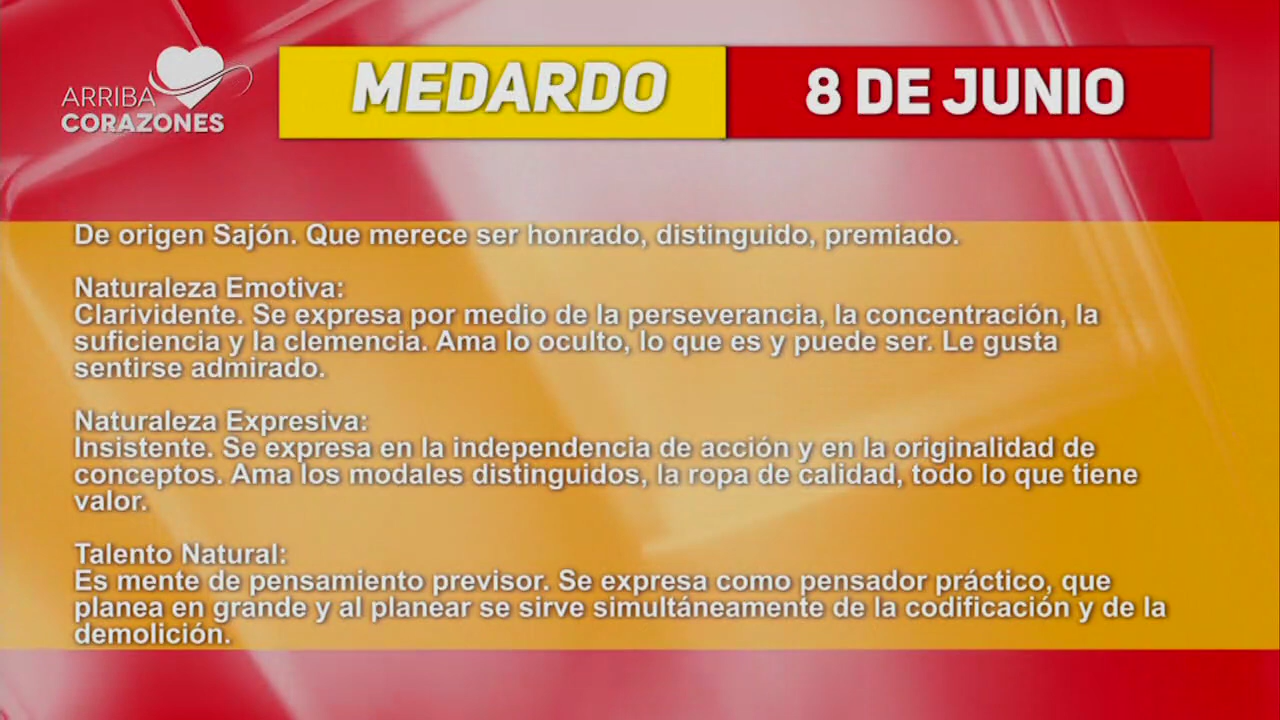 ARRIBA
CORAZONES
MEDARDO
8 DE JUNIO
De origen Sajón. Que merece ser honrado, distinguido, premiado.
Naturaleza Emotiva:
Clarividente. Se expresa por medio de la perseverancia, la concentración, la
suficiencia y la clemencia. Ama lo oculto, lo que es y puede ser. Le gusta
sentirse admirado.
Naturaleza Expresiva:
Insistente. Se expresa en la independencia de acción y en la originalidad de
conceptos. Ama los modales distinguidos, la ropa de calidad, todo lo que tiene
valor.
Talento Natural:
Es mente de pensamiento previsor. Se expresa como pensador práctico, que
planea en grande y al planear se sirve simultáneamente de la codificación y de la
demolición.